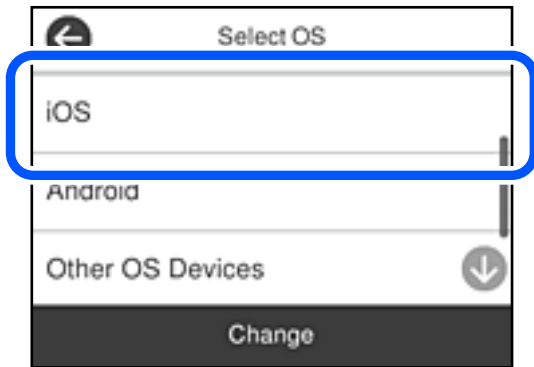 Select OS
iOS
Android
Other OS Devices
Change